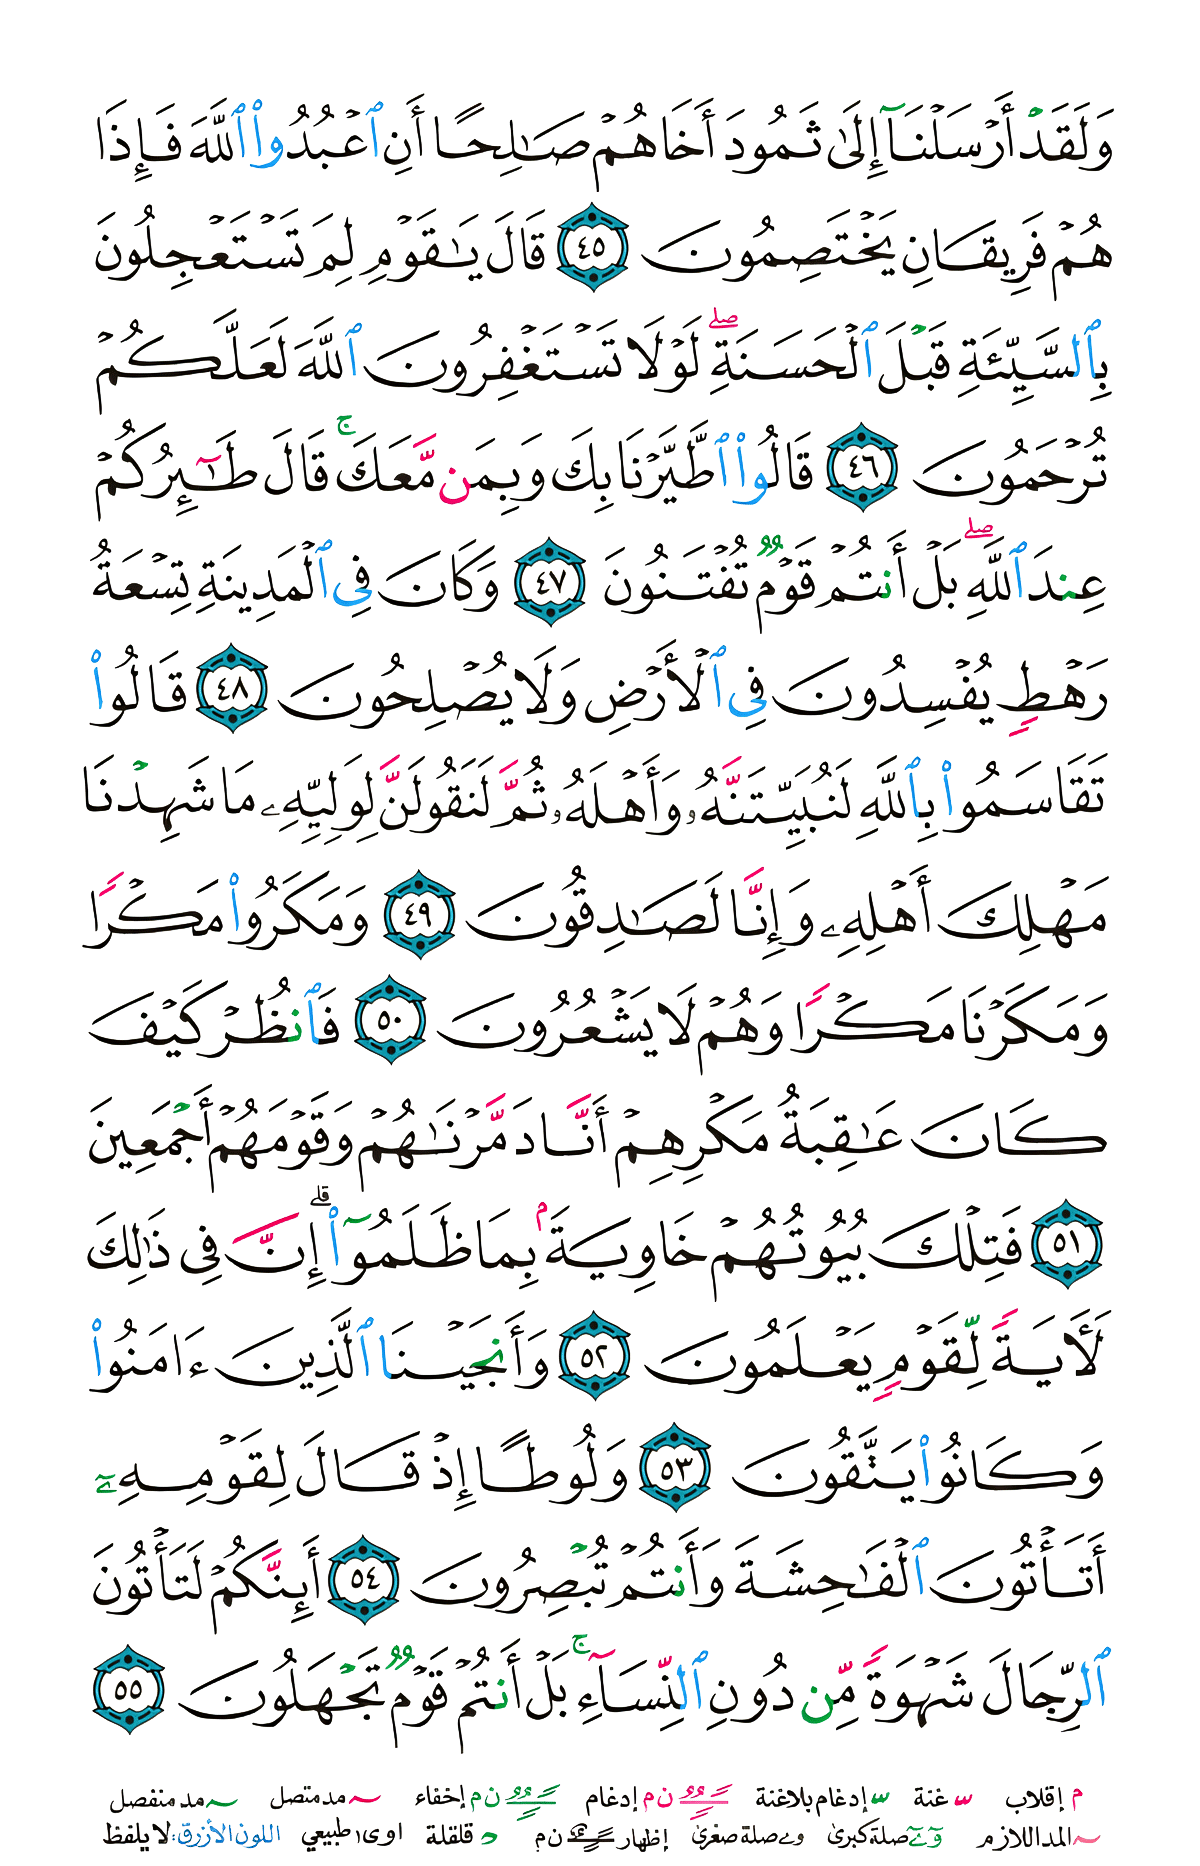 وَلَقَدْ أَرْسَلْنَآ إِلَىٰ ثَمُودَ أَخَاهُمْ صَـٰلِحًا أَنِ ٱعْبُدُوا۟ ٱللَّهَ فَإِذَا
هُمْ فَرِيقَانِ يَخْتَصِمُونَ ٤٥ قَالَ يَـٰقَوْمِ لِمَ تَسْتَعْجِلُونَ
بِٱلسَّيِّئَةِ قَبْلَ ٱلْحَسَنَةِ ۖ لَوْلَا تَسْتَغْفِرُونَ ٱللَّهَ لَعَلَّكُمْ
تُرْحَمُونَ ٤٦ قَالُوا۟ ٱطَّيَّرْنَا بِكَ وَبِمَن مَّعَكَ ۚ قَالَ طَـٰٓئِرُكُمْ
عِندَ ٱللَّهِ ۖ بَلْ أَنتُمْ قَوْمٌ تُفْتَنُونَ ٤٧ وَكَانَ فِى ٱلْمَدِينَةِ تِسْعَةُ
رَهْطٍ يُفْسِدُونَ فِى ٱلْأَرْضِ وَلَا يُصْلِحُونَ ٤٨ قَالُوا۟
تَقَاسَمُوا۟ بِٱللَّهِ لَنُبَيِّتَنَّهُۥ وَأَهْلَهُۥ ثُمَّ لَنَقُولَنَّ لِوَلِيِّهِۦ مَا شَهِدْنَا
مَهْلِكَ أَهْلِهِۦ وَإِنَّا لَصَـٰدِقُونَ ٤٩ وَمَكَرُوا۟ مَكْرًا
وَمَكَرْنَا مَكْرًا وَهُمْ لَا يَشْعُرُونَ ٥٠ فَٱنظُرْ كَيْفَ
كَانَ عَـٰقِبَةُ مَكْرِهِمْ أَنَّا دَمَّرْنَـٰهُمْ وَقَوْمَهُمْ أَجْمَعِينَ
٥١ فَتِلْكَ بُيُوتُهُمْ خَاوِيَةًۢ بِمَا ظَلَمُوٓا۟ ۗ إِنَّ فِى ذَٰلِكَ
لَـَٔايَةً لِّقَوْمٍ يَعْلَمُونَ ٥٢ وَأَنجَيْنَا ٱلَّذِينَ ءَامَنُوا۟
وَكَانُوا۟ يَتَّقُونَ ٥٣ وَلُوطًا إِذْ قَالَ لِقَوْمِهِۦٓ
أَتَأْتُونَ ٱلْفَـٰحِشَةَ وَأَنتُمْ تُبْصِرُونَ ٥٤ أَئِنَّكُمْ لَتَأْتُونَ
ٱلرِّجَالَ شَهْوَةً مِّن دُونِ ٱلنِّسَآءِ ۚ بَلْ أَنتُمْ قَوْمٌ تَجْهَلُونَ ٥٥
م إقلاب غنة إدغام بلاغنة ن م إدغام ن م إخفاء مد متصل مد منفصل
المد اللازم صلة كبرى صلة صغرى إظهار ن م قلقلة اوى طبيعي اللون الأزرق: لا يلفظ